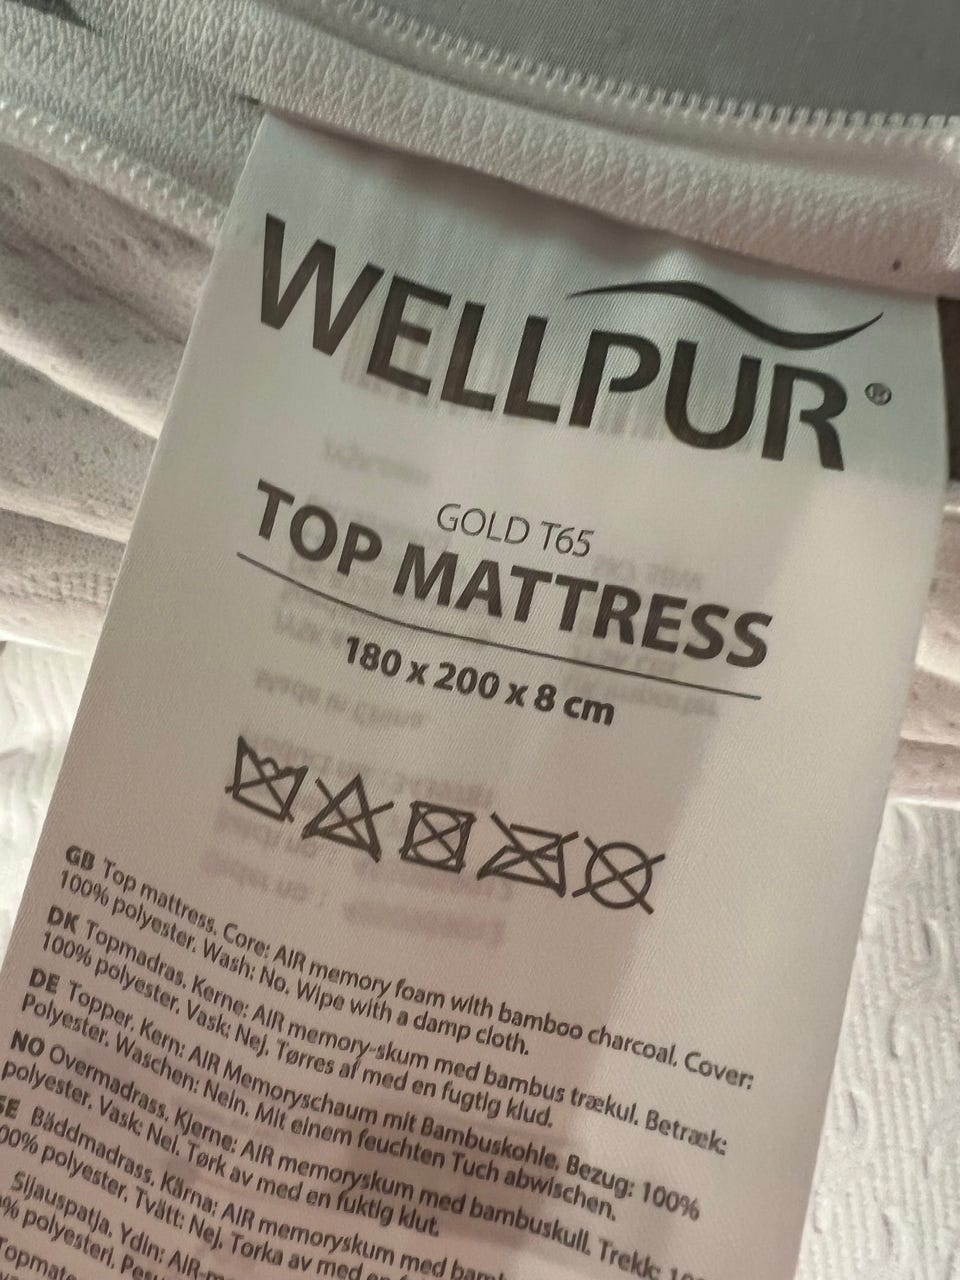 WELLPUR®
GOLD T65
TOP MATTRESS
180 x 200 x 8 cm
GB Top mattress. Core: AIR memory foam with bamboo charcoal. Cover:
100% polyester. Wash: No. Wipe with a damp cloth.
DK Topmadras. Kerne: AIR memory-skum med bambus trækul. Betræk:
100% polyester. Vask: Nej. Tørres af med en fugtig klud.
DE Topper. Kern: AIR Memoryschaum mit Bambuskohle. Bezug: 100%
Polyester. Waschen: Nein. Mit einem feuchten Tuch abwischen.
NO Overmadrass. Kjerne: AIR memoryskum med bambuskull. Trekk:
polyester. Vask: Nei. Tørk av med en fuktig klut.
SE Bäddmadrass. Kärna: AIR memoryskum med
polyester. Tvätt: Nej. Torka av med
Sijauspatja. Ydin:
polyesteri.